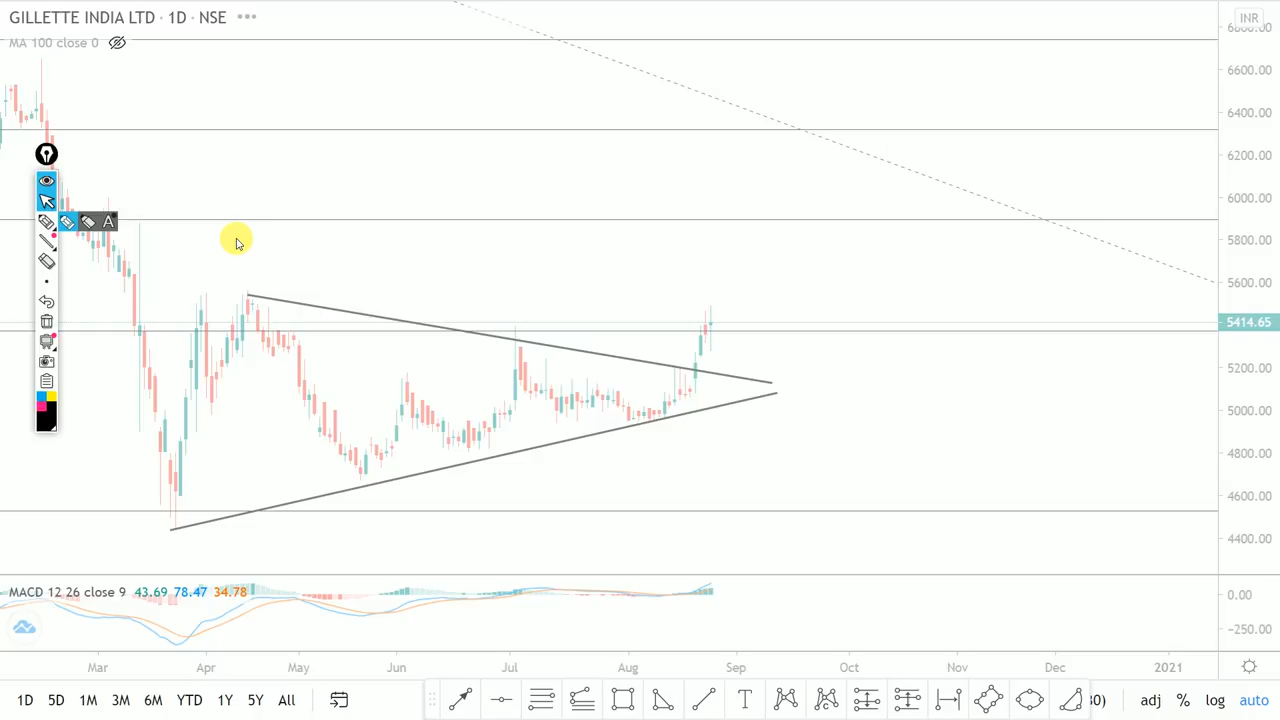 GILLETTE INDIA LTD · 1D · NSE
INR
MA 100 close 0
6600.00
6400.00
6200.00
6000.00
A
5800.00
5600.00
5414.65
5200.00
5000.00
4800.00
4600.00
4400.00
MACD 12 26 close 9 43.69 78.47 34.78
0.00
−250.00
Mar Apr May Jun Jul Aug Sep Oct Nov Dec 2021
1D 5D 1M 3M 6M YTD 1Y 5Y All T adj % log auto